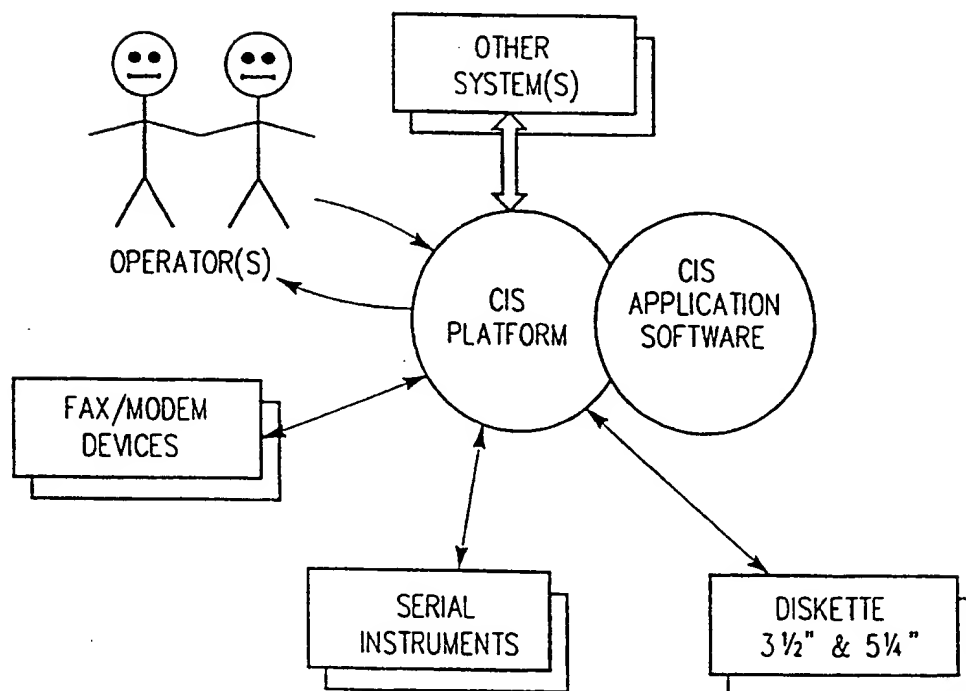 OTHER
SYSTEM(S)
OPERATOR(S)
CIS
PLATFORM
CIS
APPLICATION
SOFTWARE
FAX/MODEM
DEVICES
SERIAL
INSTRUMENTS
DISKETTE
3½" & 5¼"